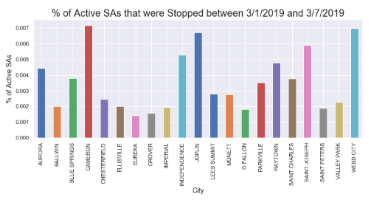 % of Active SAs that were Stopped between 3/1/2019 and 3/7/2019
% of Active SAs
0.007
0.006
0.005
0.004
0.003
0.002
0.001
0.000
AURORA
BALLWIN
BLUE SPRINGS
CAMERON
CHESTERFIELD
ELLISVILLE
EUREKA
GROVER
IMPERIAL
INDEPENDENCE
JOPLIN
LEES SUMMIT
MONETT
O FALLON
PARKVILLE
RAYTOWN
SAINT CHARLES
SAINT JOSEPH
SAINT PETERS
VALLEY PARK
WEBB CITY
City